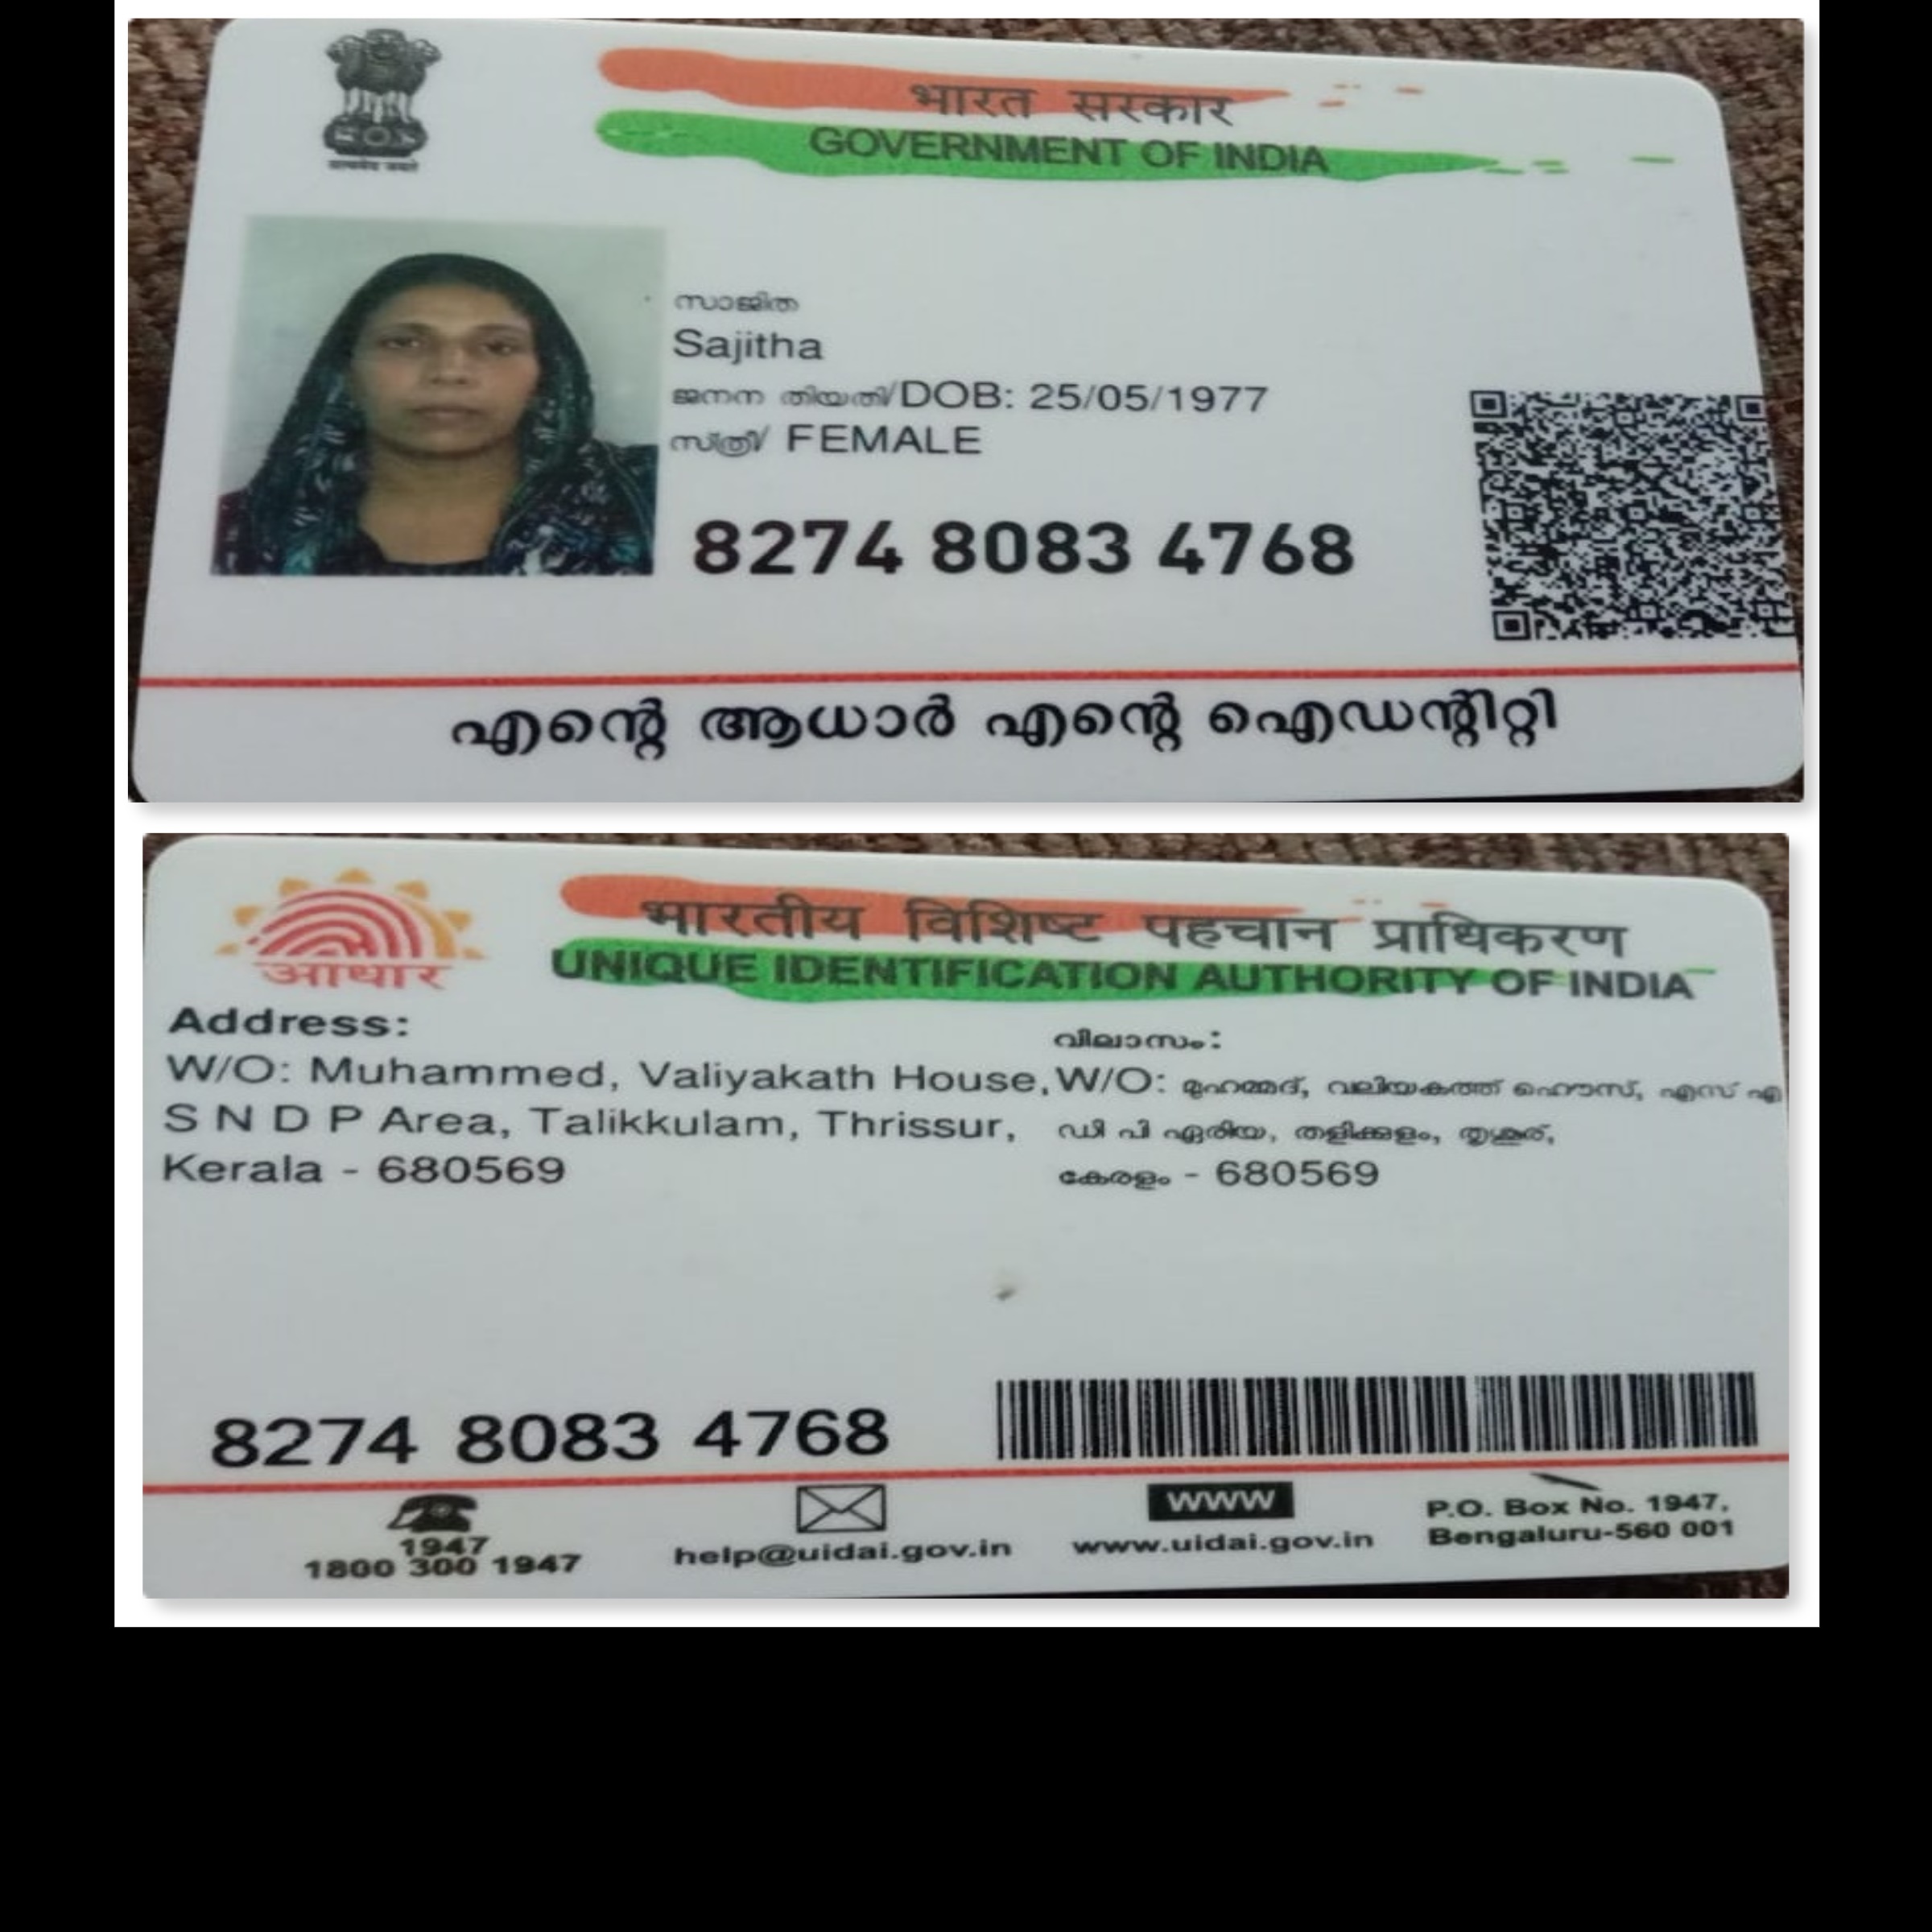 सत्यमेव जयते
भारत सरकार
GOVERNMENT OF INDIA
സാജിത
Sajitha
ജനന തിയതി/DOB: 25/05/1977
സ്ത്രീ/ FEMALE
8274 8083 4768
എന്റെ ആധാർ എന്റെ ഐഡന്റിറ്റി
आधार
भारतीय विशिष्ट पहचान प्राधिकरण
UNIQUE IDENTIFICATION AUTHORITY OF INDIA
Address:
W/O: Muhammed, Valiyakath House,
S N D P Area, Talikkulam, Thrissur,
Kerala - 680569
വിലാസം:
W/O: മുഹമ്മദ്, വലിയകത്ത് ഹൌസ്, എസ് എ
ഡി പി ഏരിയ, തളിക്കുളം, തൃശൂര്,
കേരളം - 680569
8274 8083 4768
1947
1800 300 1947
help@uidai.gov.in
WWW
www.uidai.gov.in
P.O. Box No. 1947,
Bengaluru-560 001